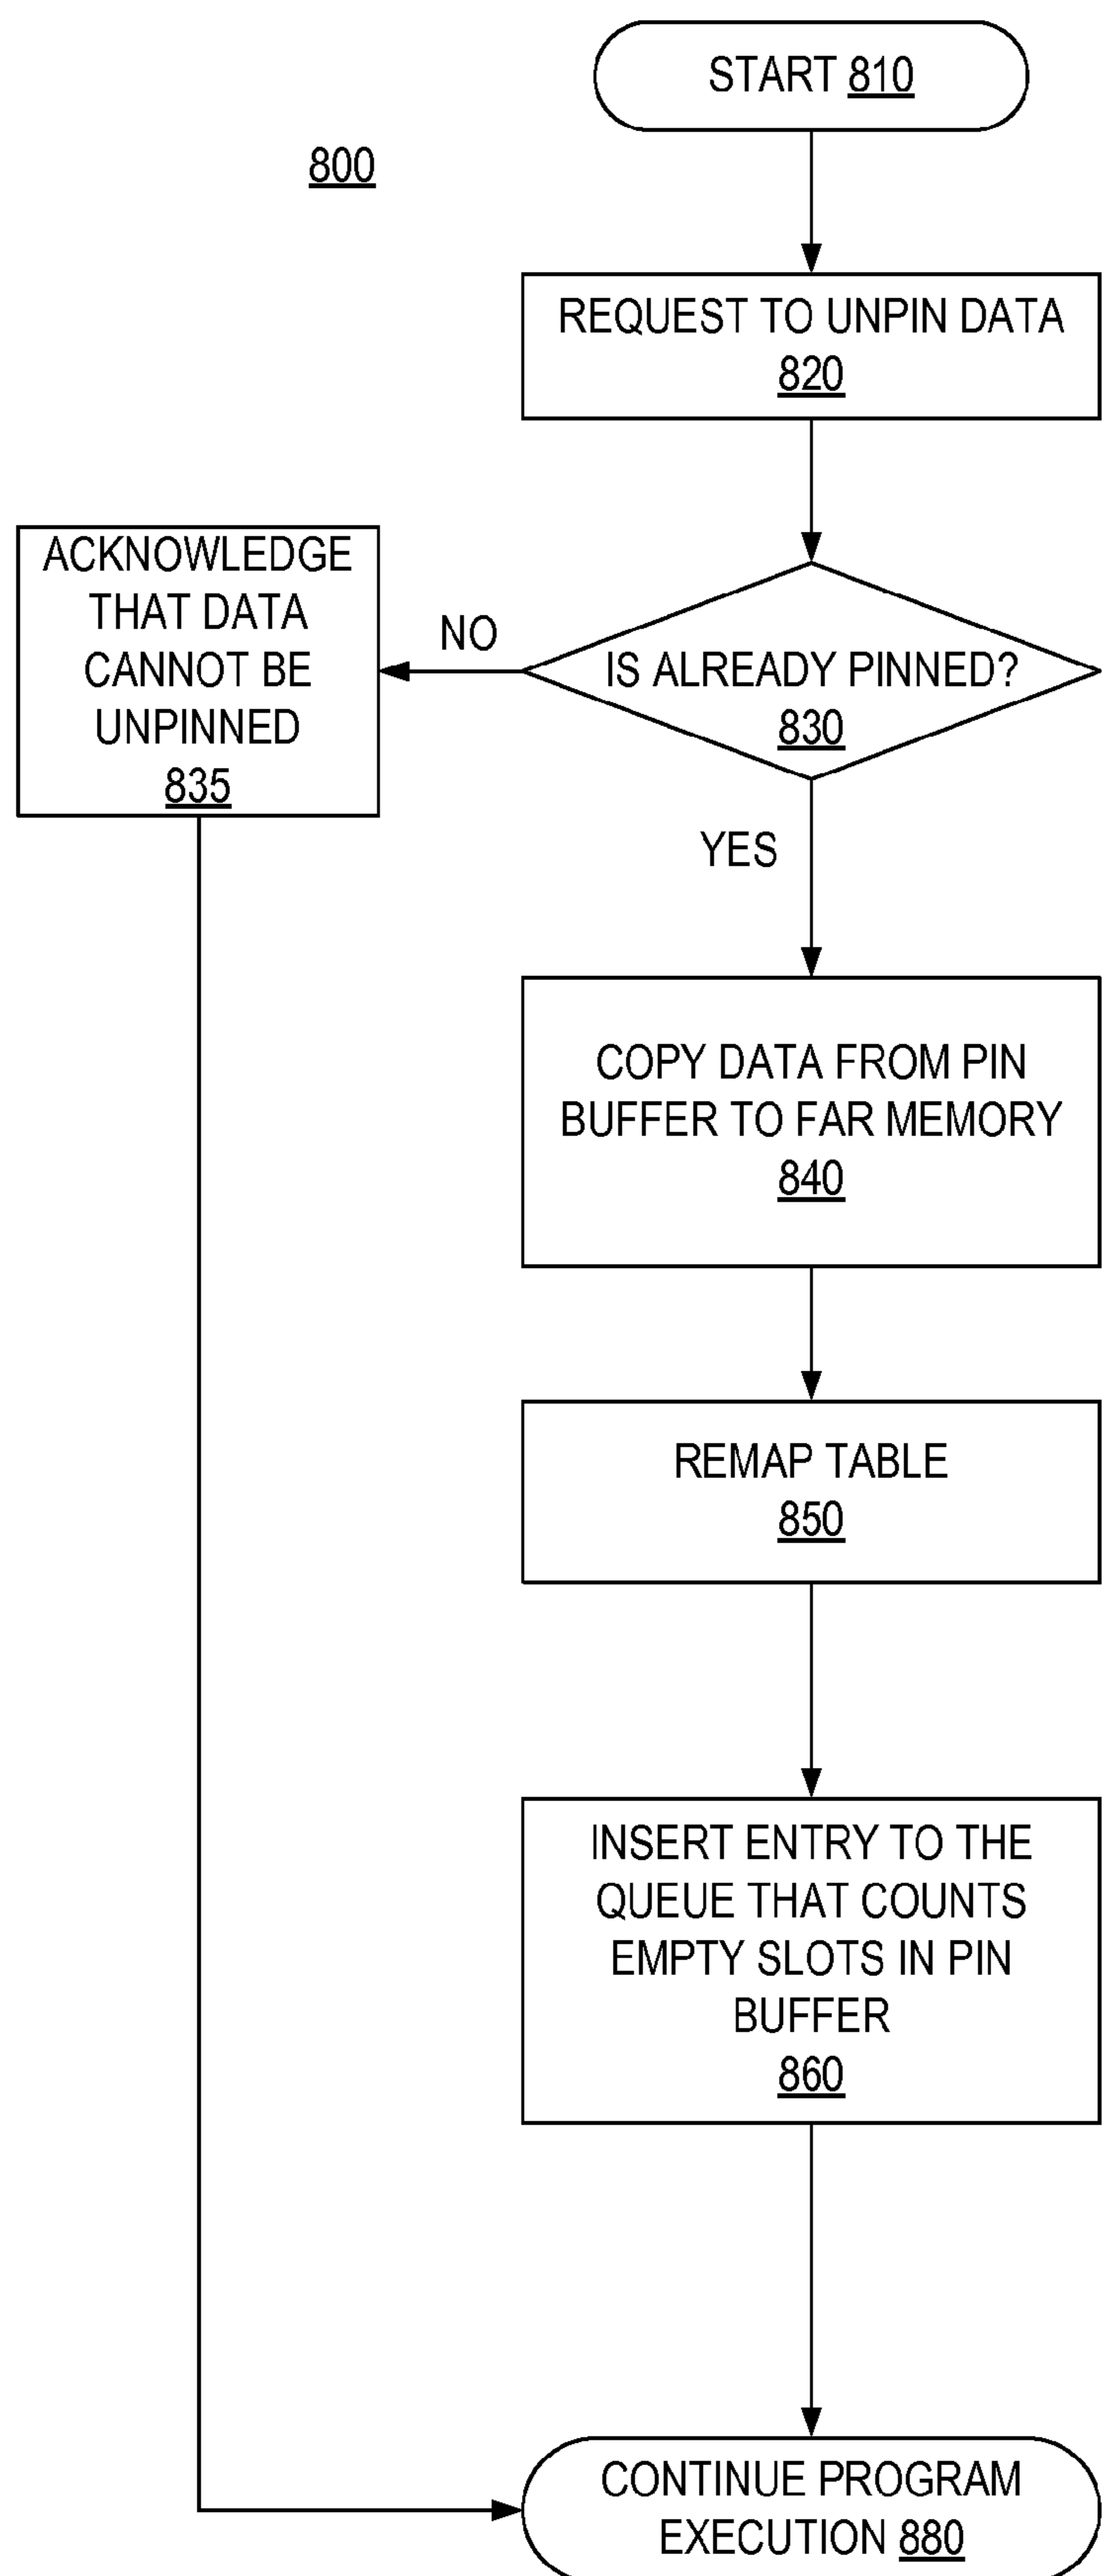 START 810
800
REQUEST TO UNPIN DATA
820
ACKNOWLEDGE
THAT DATA
CANNOT BE
UNPINNED
835
NO
IS ALREADY PINNED?
830
YES
COPY DATA FROM PIN
BUFFER TO FAR MEMORY
840
REMAP TABLE
850
INSERT ENTRY TO THE
QUEUE THAT COUNTS
EMPTY SLOTS IN PIN
BUFFER
860
CONTINUE PROGRAM
EXECUTION 880